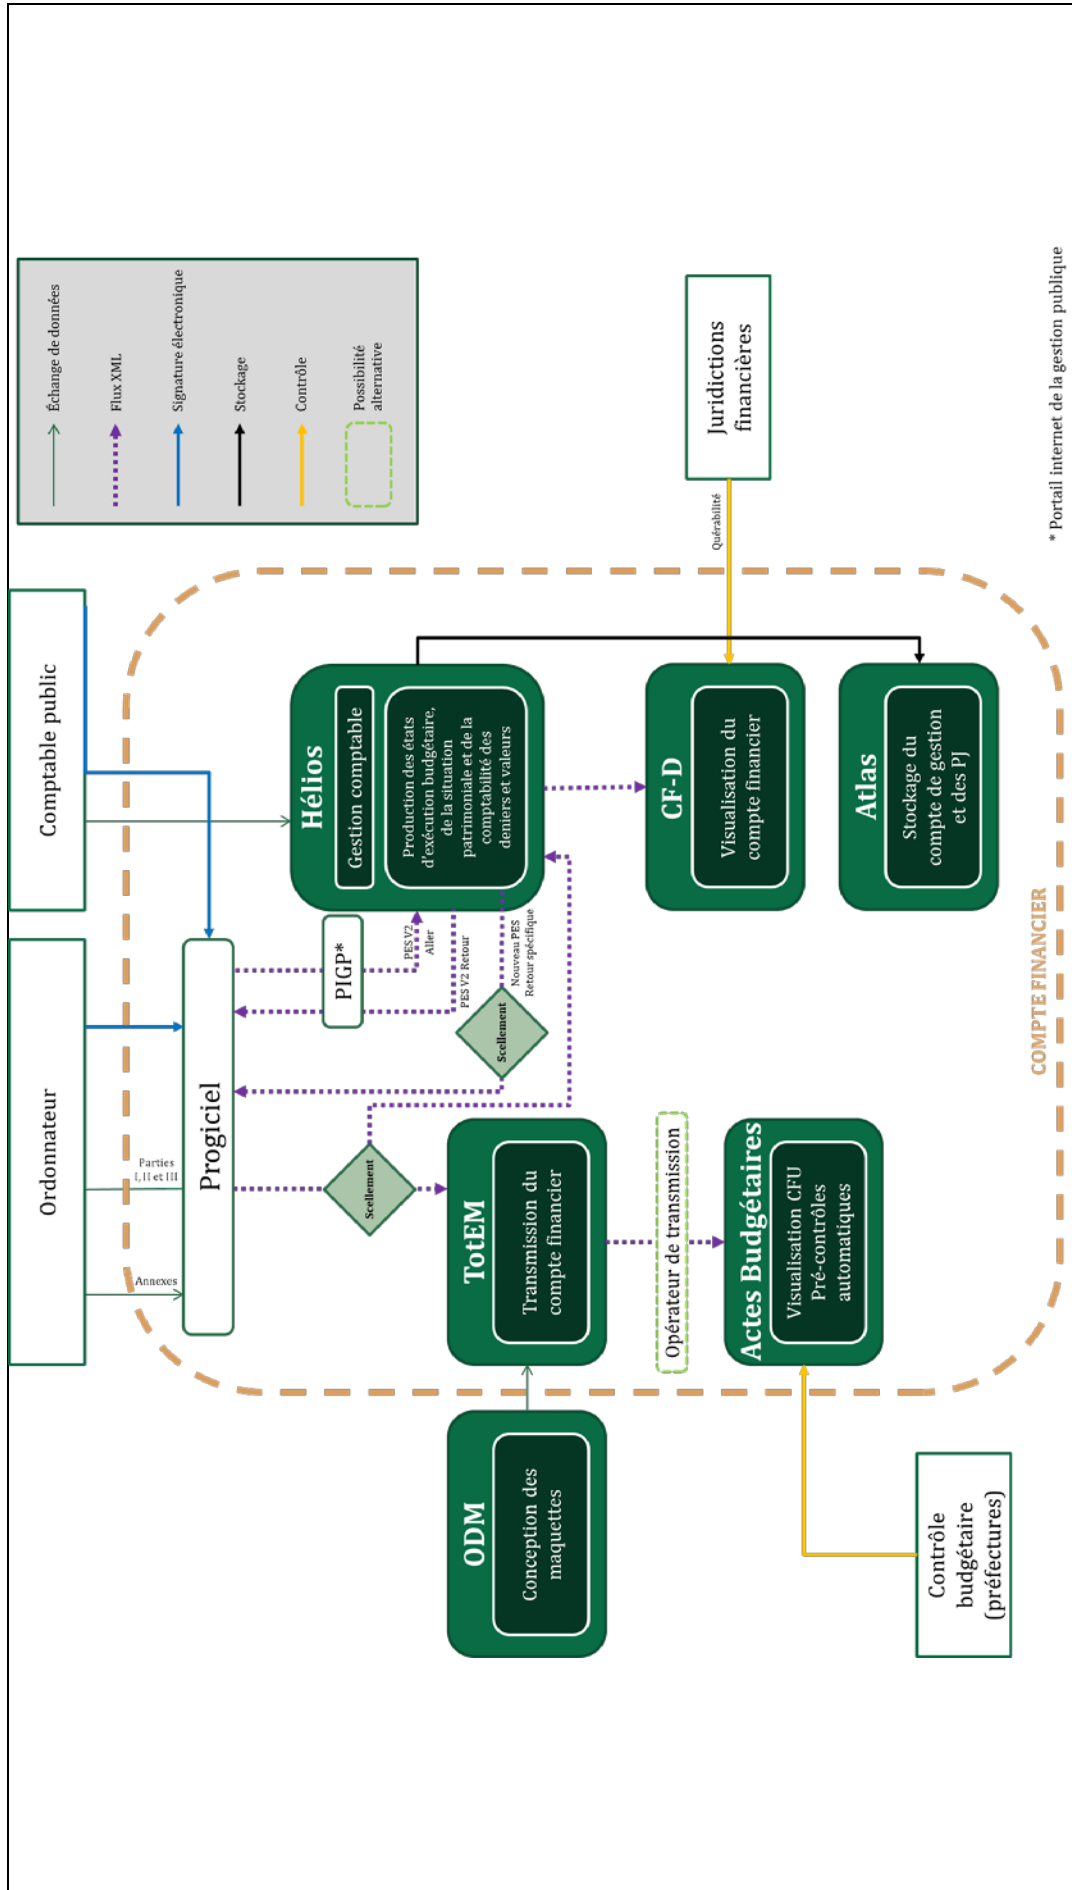 Ordonnateur
Comptable public
Échange de données
Flux XML
Signature électronique
Stockage
Contrôle
Possibilité
alternative
Annexes
Parties
I, II et III
Progiciel
PIGP*
PES V2
Aller
PES V2 Retour
Nouveau PES
Retour spécifique
Scellement
Scellement
Hélios
Gestion comptable
Production des états
d'exécution budgétaire,
de la situation
patrimoniale et de la
comptabilité des
deniers et valeurs
ODM
Conception des
maquettes
TotEM
Transmission du
compte financier
Opérateur de transmission
CF-D
Visualisation du
compte financier
Quérabilité
Juridictions
financières
Actes Budgétaires
Visualisation CFU
Pré-contrôles
automatiques
Atlas
Stockage du
compte de gestion
et des PJ
Contrôle
budgétaire
(préfectures)
COMPTE FINANCIER
* Portail internet de la gestion publique